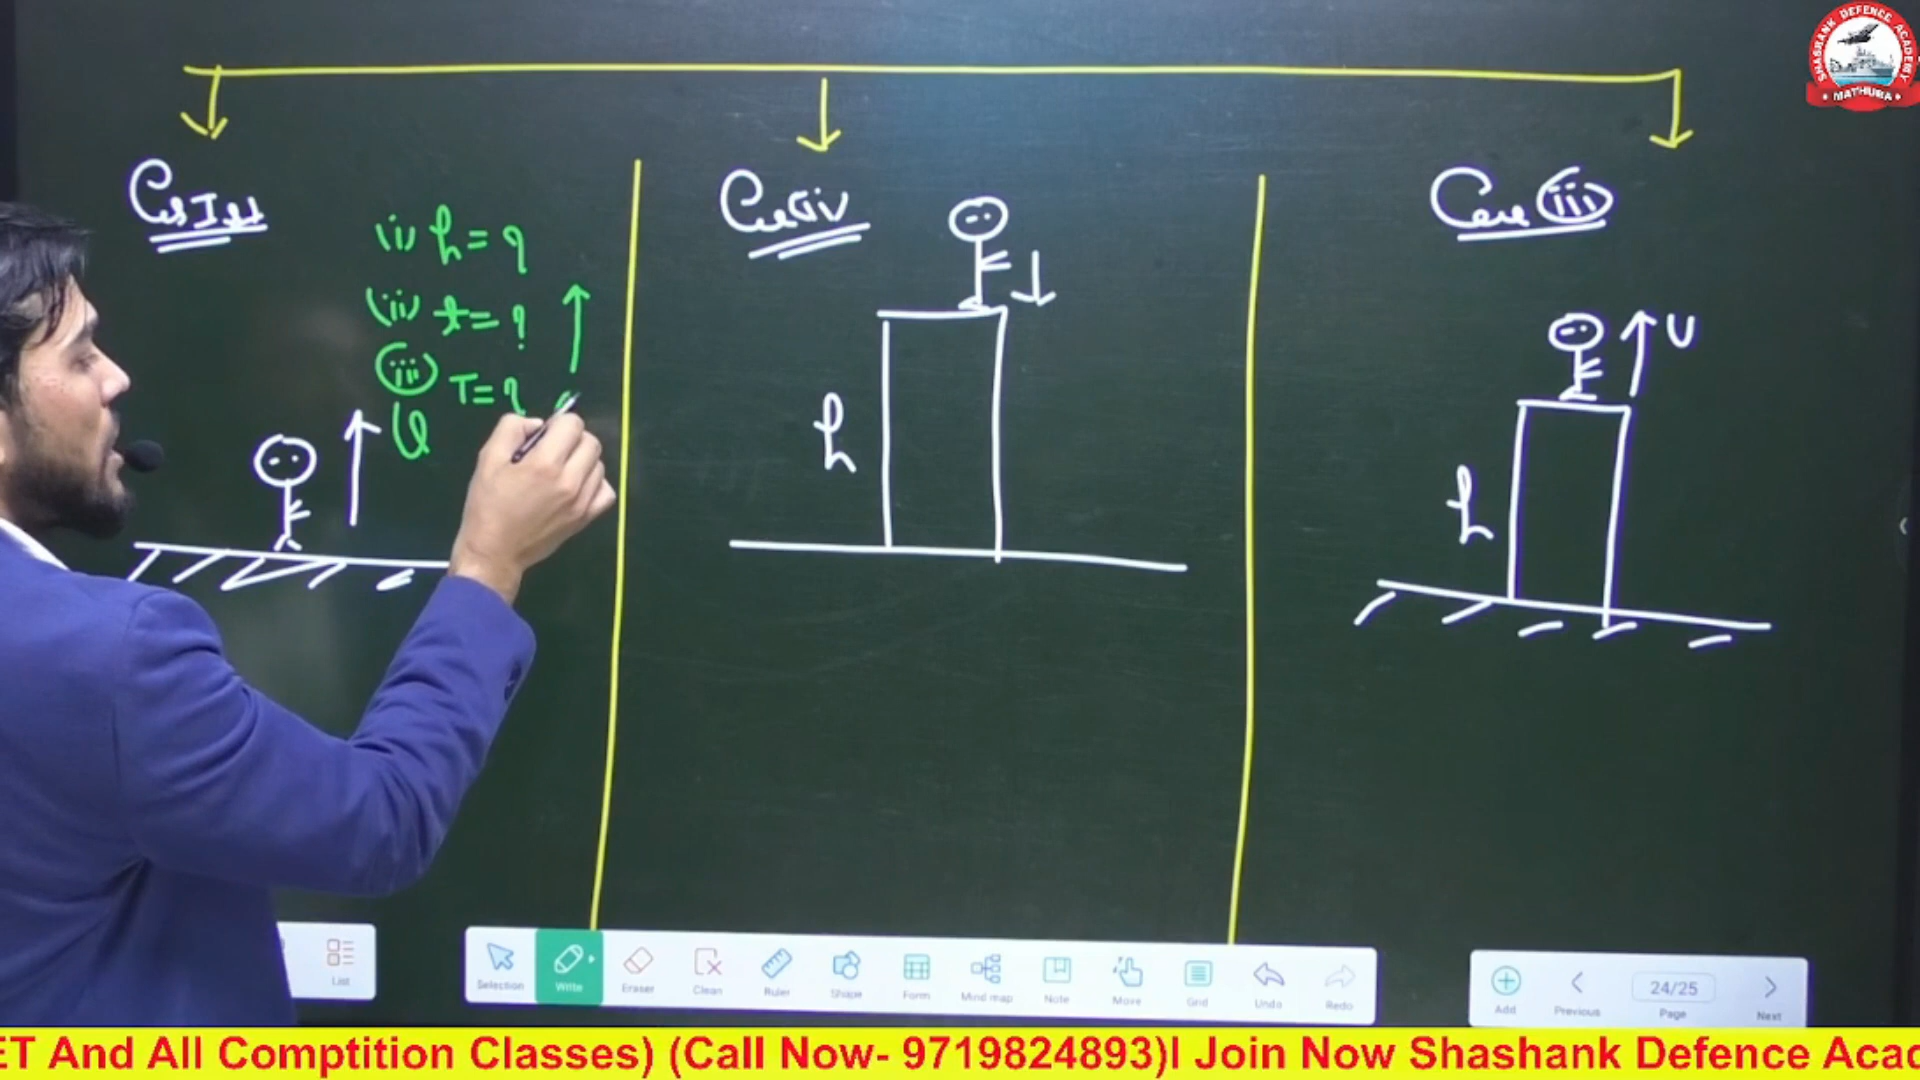 SHASHANK DEFENCE ACADEMY
• MATHURA •
Cs Ist
(i) h = ?
(ii) t = ?
(iii) T = ?
Case (ii)
h
Case (iii)
U
h
List
Selection
Write
Eraser
Clean
Ruler
Shape
Form
Mind map
Note
Move
Grid
Undo
Redo
Add
Previous
24/25
Page
Next
ET And All Comptition Classes) (Call Now- 9719824893)I Join Now Shashank Defence Acad